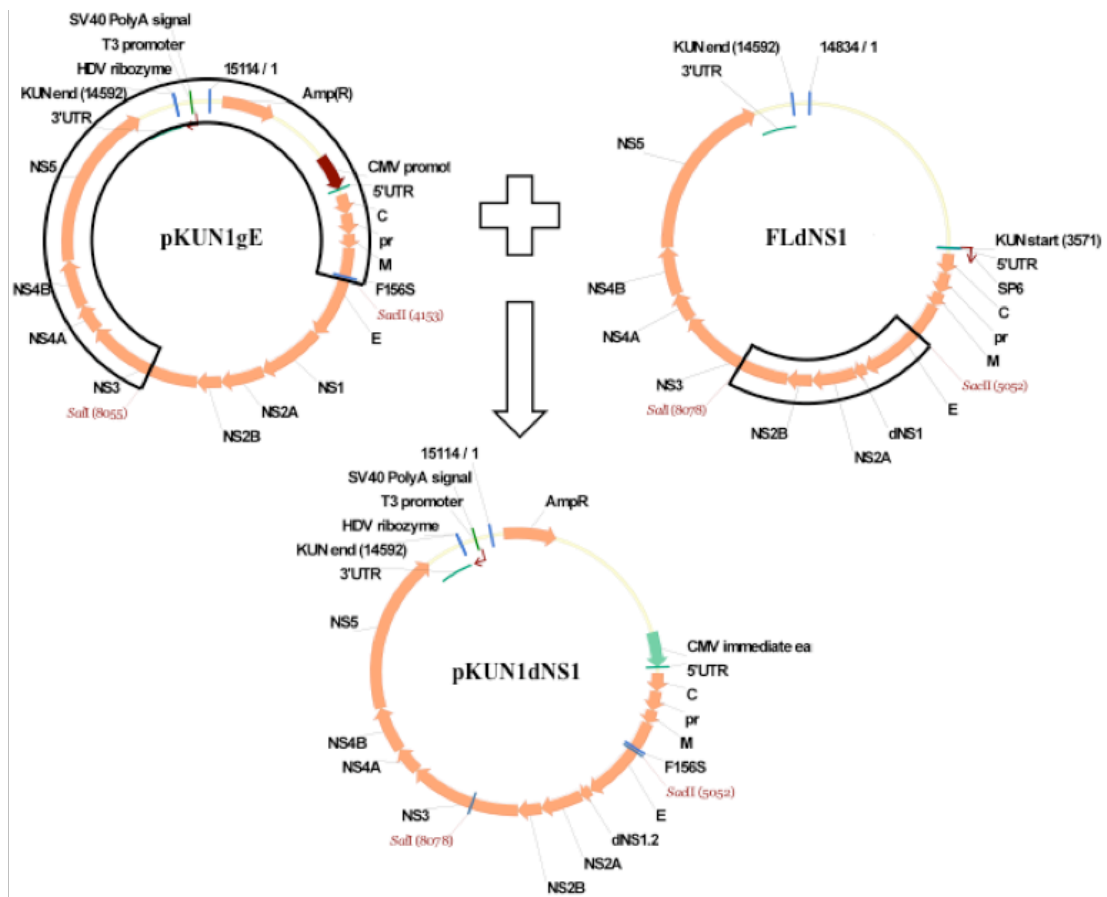 SV40 PolyA signal
T3 promoter
HDV ribozyme
15114 / 1
KUN end (14592)
Amp(R)
3'UTR
NS5
CMV promot
5'UTR
C
pr
M
pKUN1gE
NS4B
F156S
SacII (4153)
NS4A
E
NS3
NS1
SalI (8055)
NS2A
NS2B
KUN end (14592)
14834 / 1
3'UTR
NS5
FLdNS1
KUN start (3571)
5'UTR
SP6
NS4B
C
pr
NS4A
M
NS3
SacII (5052)
SalI (8078)
E
NS2B
dNS1
NS2A
15114 / 1
SV40 PolyA signal
AmpR
T3 promoter
HDV ribozyme
KUN end (14592)
3'UTR
NS5
CMV immediate ea
5'UTR
pKUN1dNS1
C
pr
NS4B
M
NS4A
F156S
SacII (5052)
NS3
E
SalI (8078)
dNS1.2
NS2A
NS2B